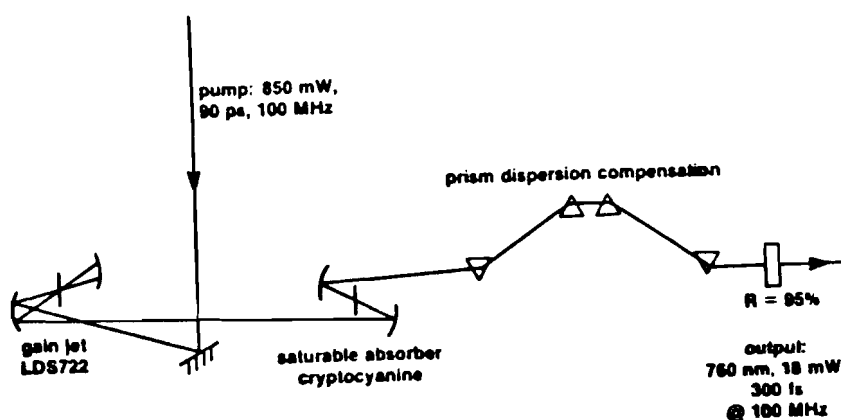 pump: 850 mW,
90 ps, 100 MHz
prism dispersion compensation
gain jet
LDS722
saturable absorber
cryptocyanine
R = 95%
output:
760 nm, 18 mW
300 fs
@ 100 MHz